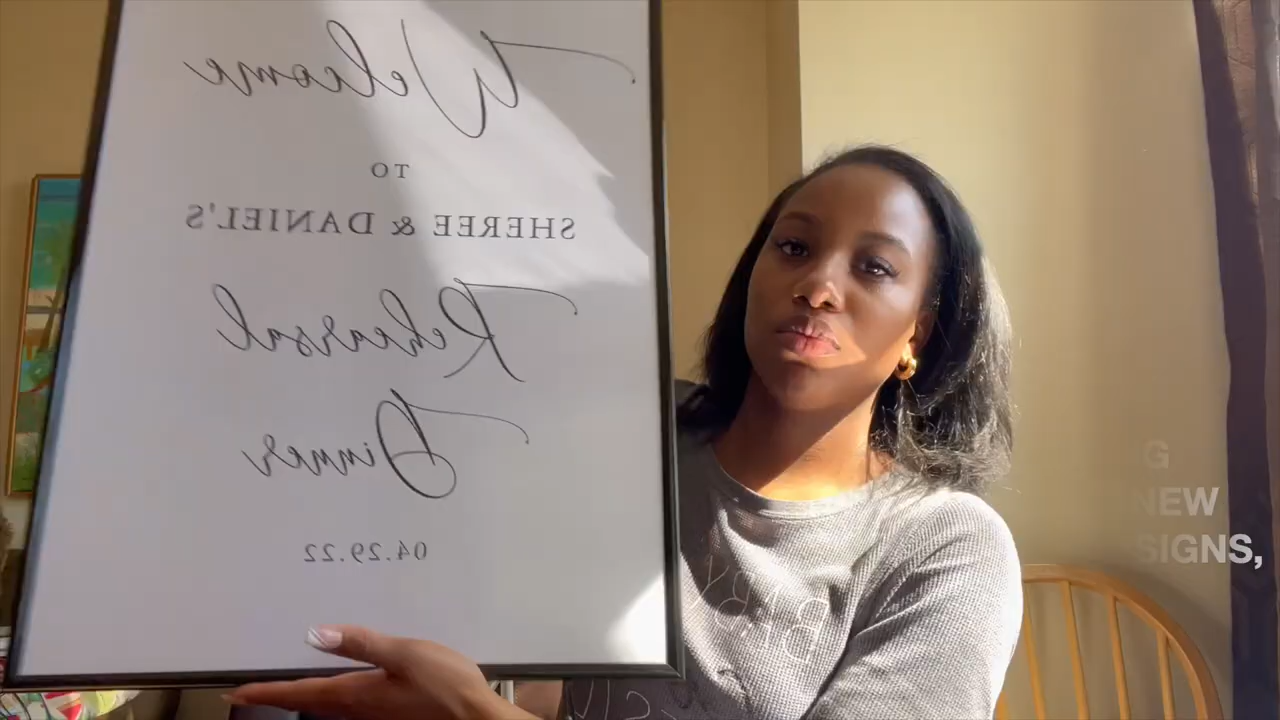 Welcome
TO
SHEREE & DANIEL'S
Rehearsal
Dinner
04.29.22
G
NEW
SIGNS,